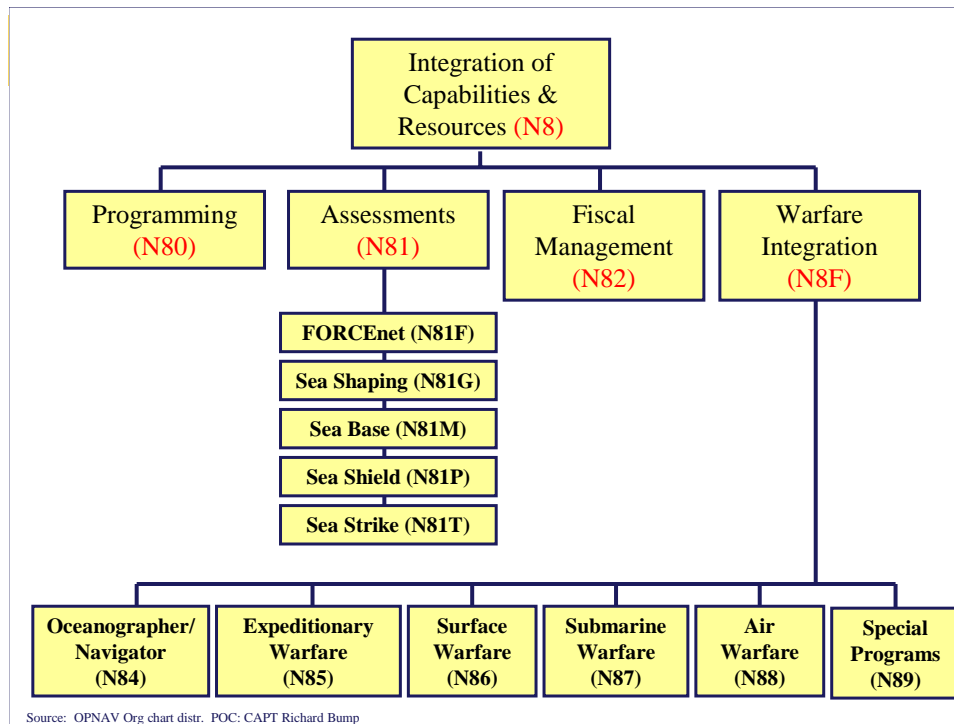 Integration of
Capabilities &
Resources (N8)
Programming
(N80)
Assessments
(N81)
Fiscal
Management
(N82)
Warfare
Integration
(N8F)
FORCEnet (N81F)
Sea Shaping (N81G)
Sea Base (N81M)
Sea Shield (N81P)
Sea Strike (N81T)
Oceanographer/
Navigator
(N84)
Expeditionary
Warfare
(N85)
Surface
Warfare
(N86)
Submarine
Warfare
(N87)
Air
Warfare
(N88)
Special
Programs
(N89)
Source: OPNAV Org chart distr. POC: CAPT Richard Bump